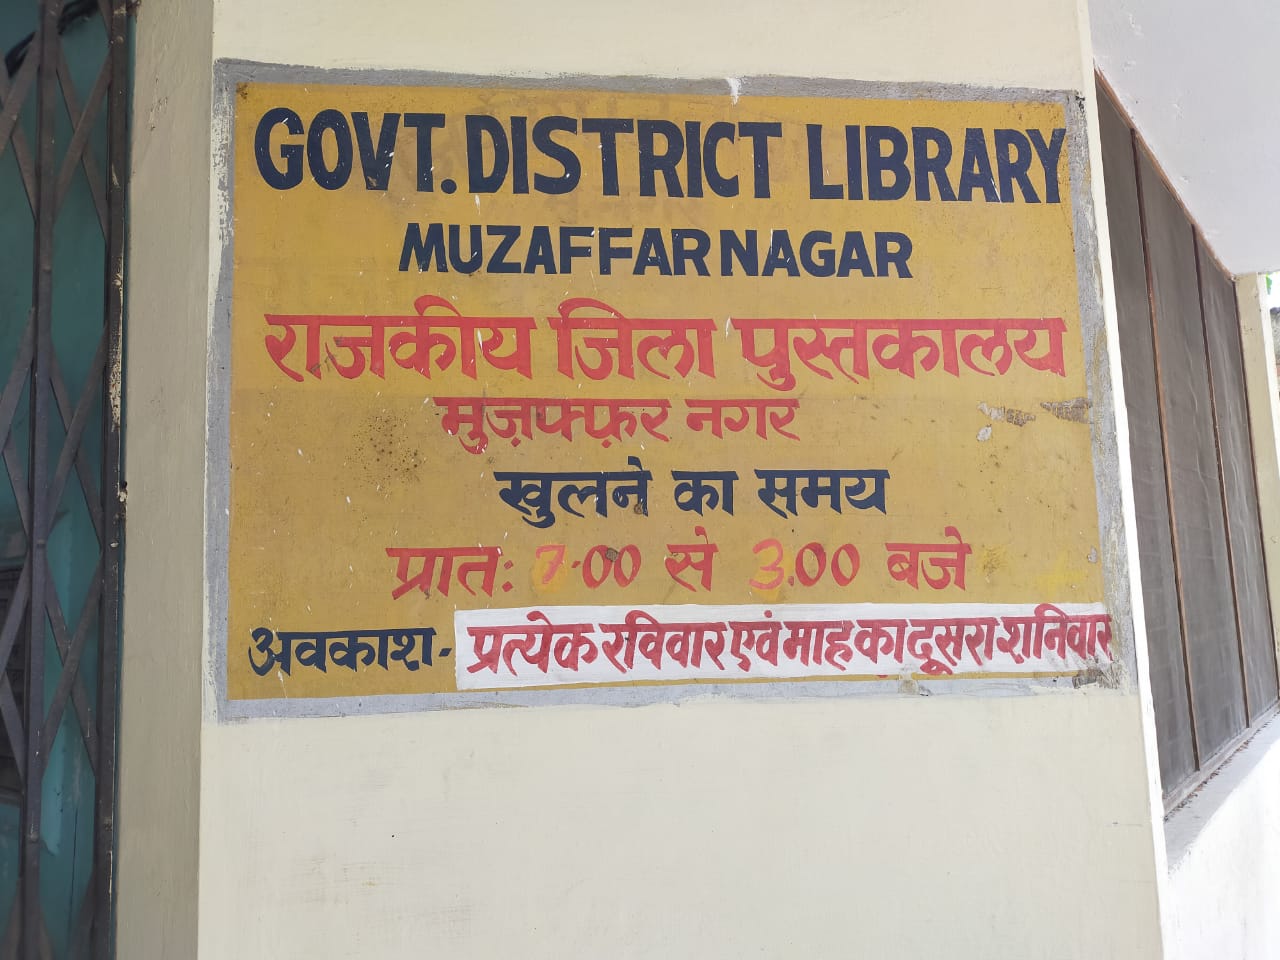 GOVT. DISTRICT LIBRARY
MUZAFFAR NAGAR
राजकीय जिला पुस्तकालय
मुज़फ्फ़र नगर
खुलने का समय
प्रातः 7.00 से 3.00 बजे
अवकाश - प्रत्येक रविवार एवं माह का दूसरा शनिवार